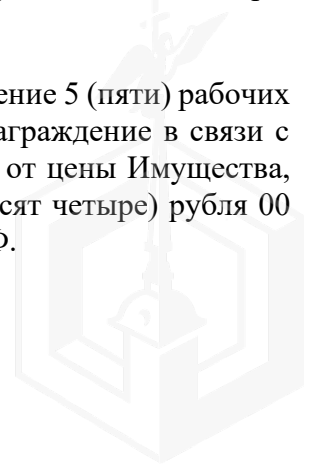 ение 5 (пяти) рабочих
аграждение в связи с
от цены Имущества,
сят четыре) рубля 00
Ф.